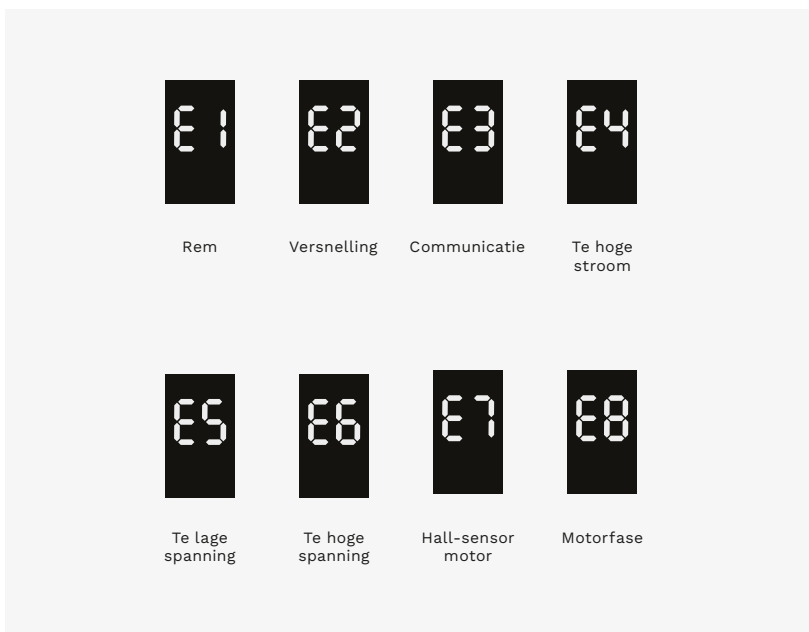 E1 E2 E3 E4
Rem Versnelling Communicatie Te hoge
stroom
E5 E6 E7 E8
Te lage Te hoge Hall-sensor Motorfase
spanning spanning motor